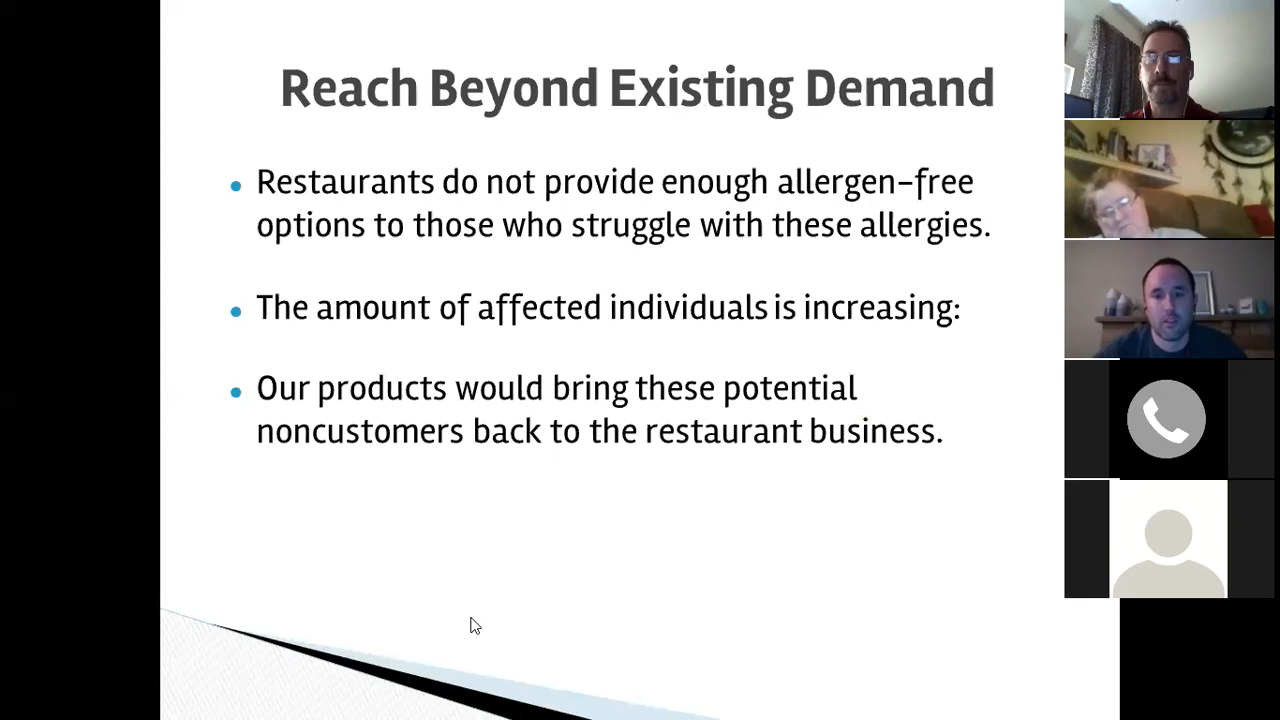 Reach Beyond Existing Demand
Restaurants do not provide enough allergen-free
options to those who struggle with these allergies.
The amount of affected individuals is increasing:
Our products would bring these potential
noncustomers back to the restaurant business.